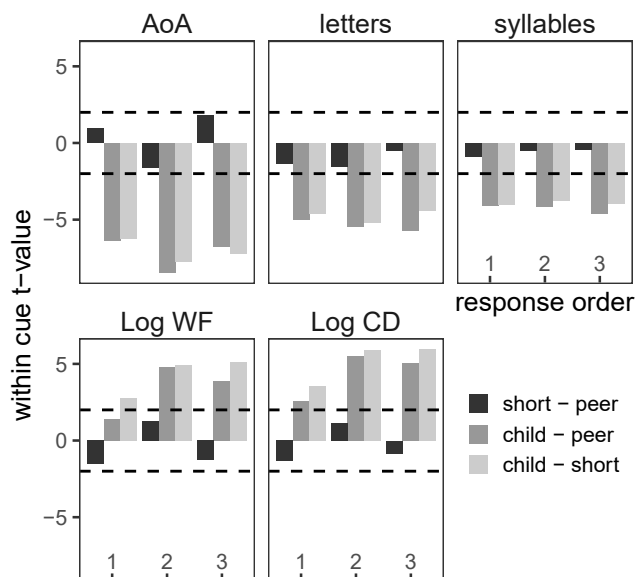 AoA letters syllables
5
0
−5
within cue t−value
1 2 3
response order
Log WF Log CD
5
0
−5
1 2 3 1 2 3
short − peer
child − peer
child − short